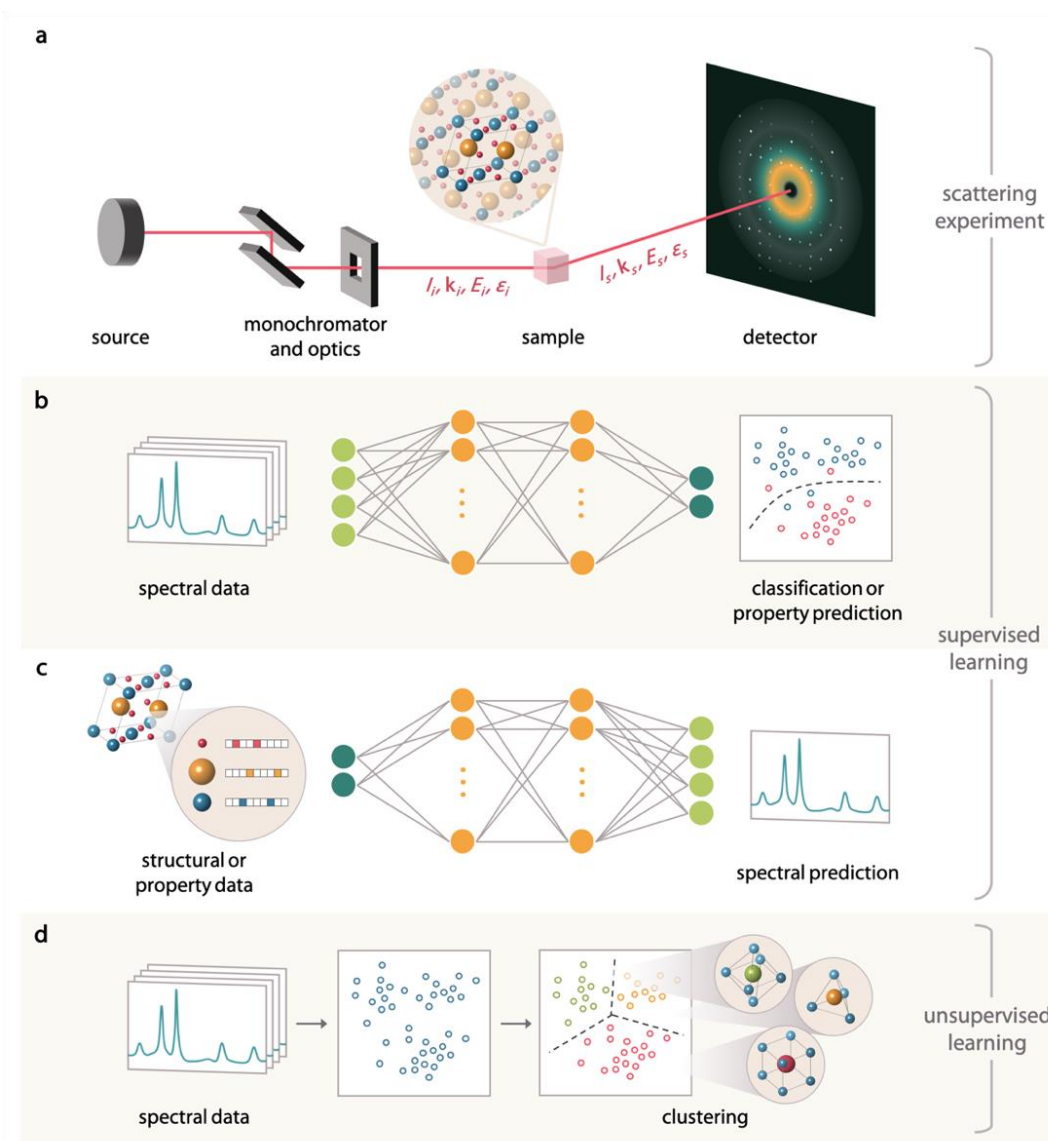 a
scattering
experiment
I_i, k_i, E_i, ε_i
I_s, k_s, E_s, ε_s
source
monochromator
and optics
sample
detector
b
spectral data
classification or
property prediction
supervised
learning
c
structural or
property data
spectral prediction
d
unsupervised
learning
spectral data
clustering